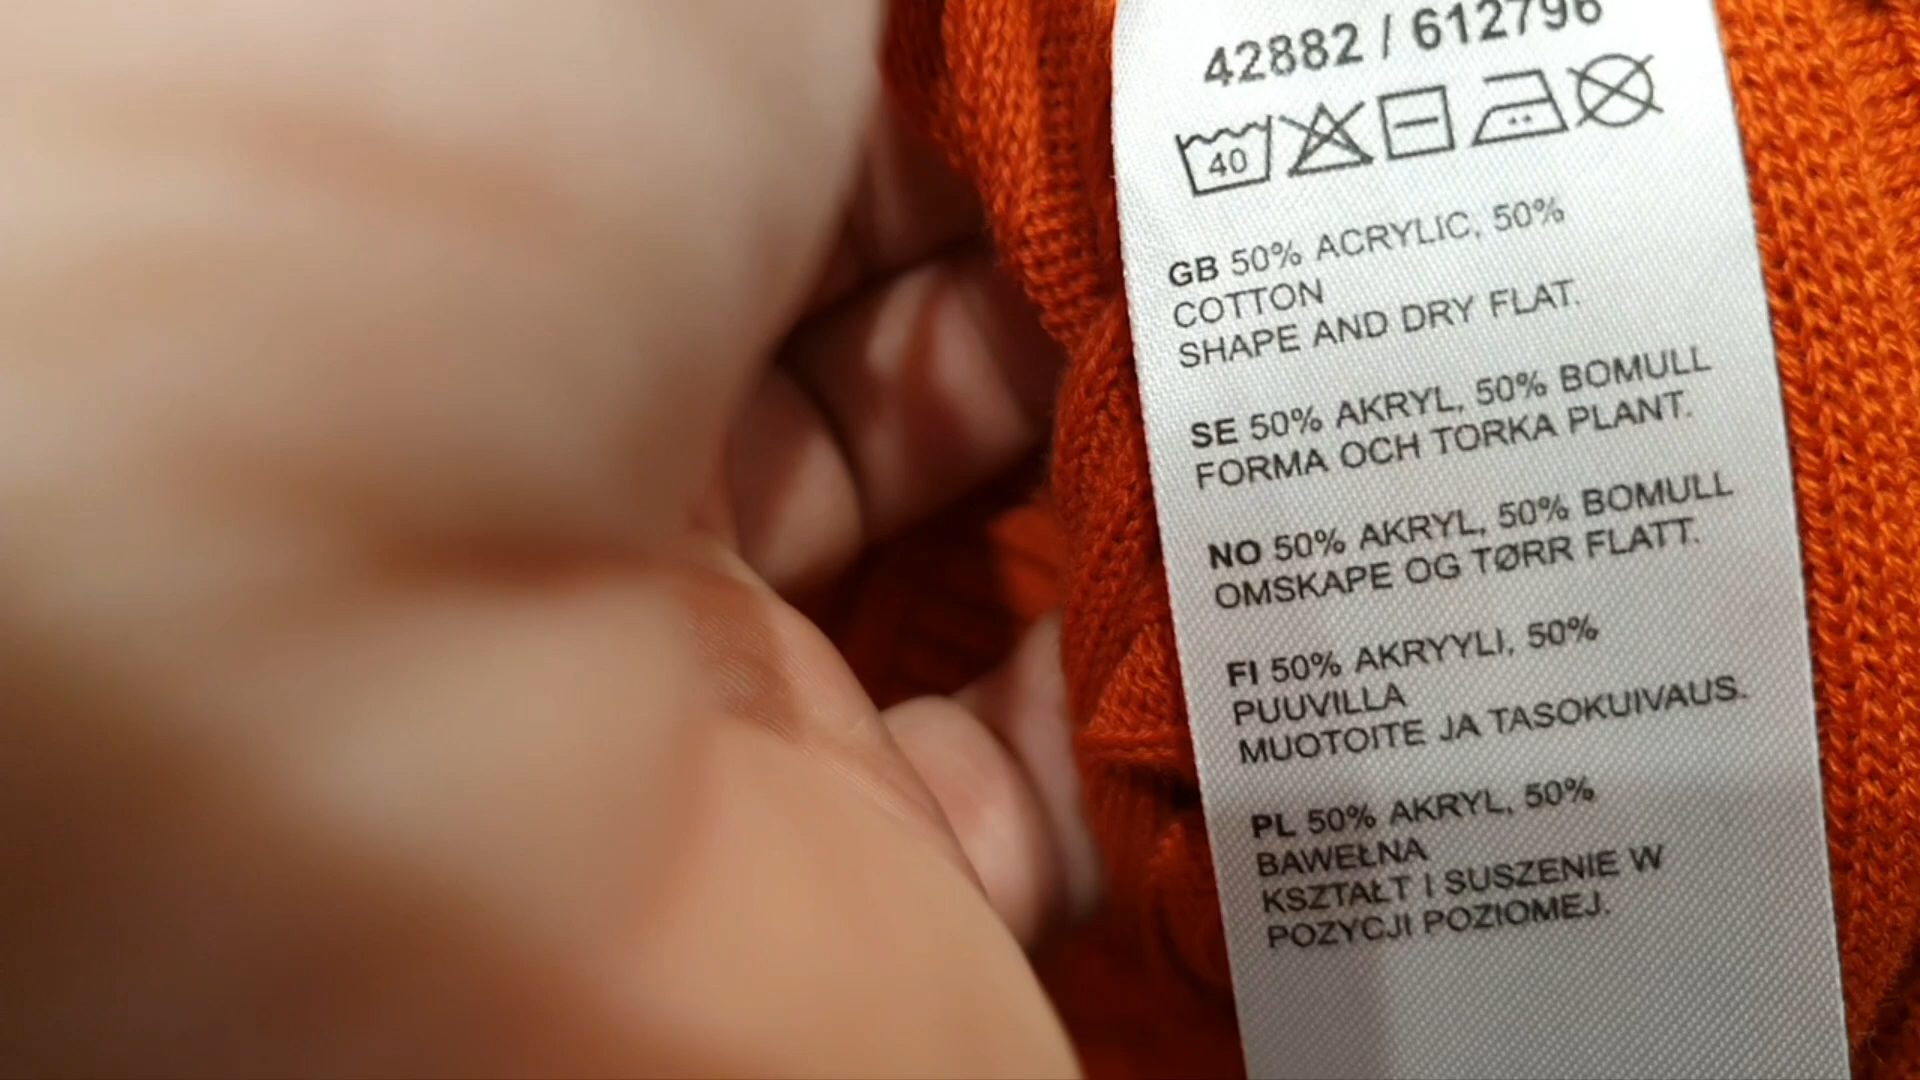 42882 / 612796
40
GB 50% ACRYLIC, 50%
COTTON
SHAPE AND DRY FLAT.
SE 50% AKRYL, 50% BOMULL
FORMA OCH TORKA PLANT.
NO 50% AKRYL, 50% BOMULL
OMSKAPE OG TØRR FLATT.
FI 50% AKRYYLI, 50%
PUUVILLA
MUOTOITE JA TASOKUIVAUS.
PL 50% AKRYL, 50%
BAWEŁNA
KSZTAŁT I SUSZENIE W
POZYCJI POZIOMEJ.